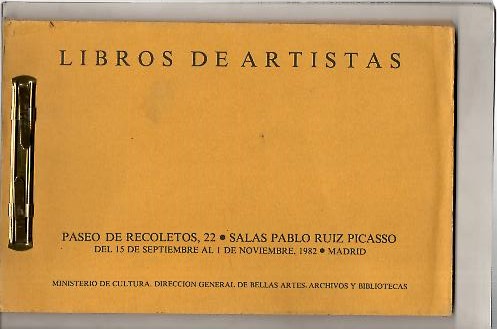 LIBROS DE ARTISTAS
PASEO DE RECOLETOS, 22 • SALAS PABLO RUIZ PICASSO
DEL 15 DE SEPTIEMBRE AL 1 DE NOVIEMBRE, 1982 • MADRID
MINISTERIO DE CULTURA. DIRECCION GENERAL DE BELLAS ARTES, ARCHIVOS Y BIBLIOTECAS